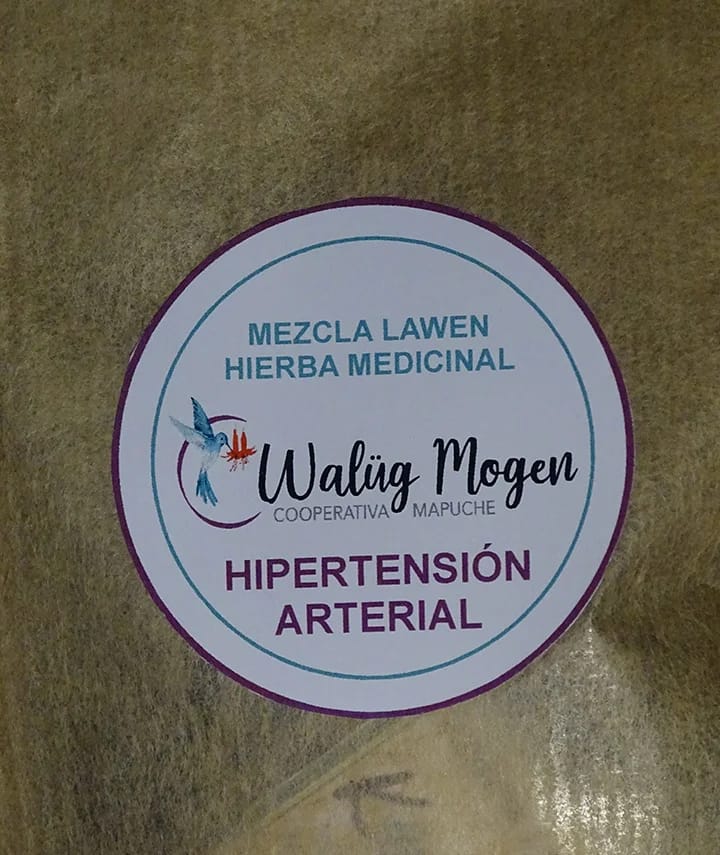 MEZCLA LAWEN
HIERBA MEDICINAL
Walüg Mogen
COOPERATIVA MAPUCHE
HIPERTENSIÓN
ARTERIAL